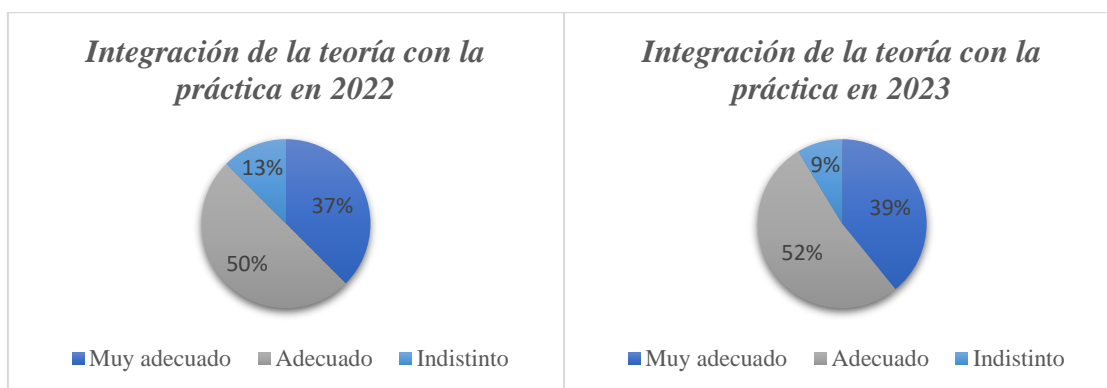 Integración de la teoría con la
práctica en 2022
13%
37%
50%
Muy adecuado Adecuado Indistinto
Integración de la teoría con la
práctica en 2023
9%
39%
52%
Muy adecuado Adecuado Indistinto